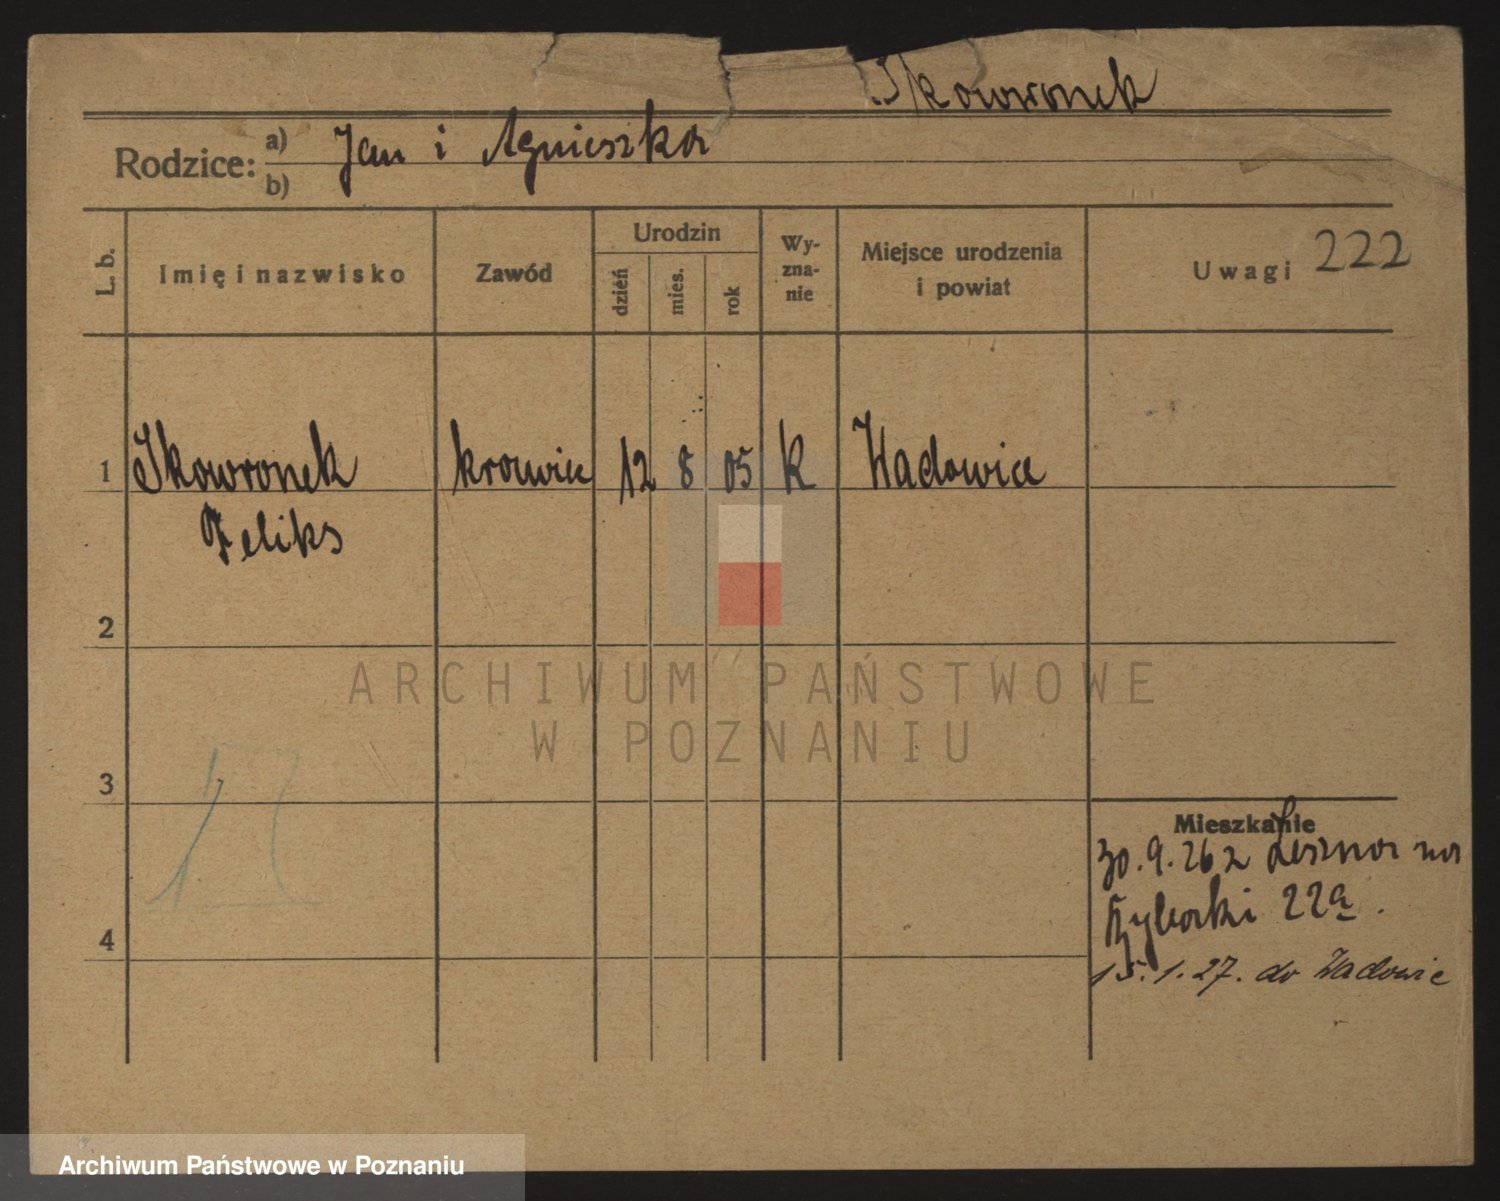 Skowronek
Rodzice: a) Jan i Agnieszka
b)
L. b.
Imię i nazwisko
Zawód
Urodzin
dzień
mies.
rok
Wy-
zna-
nie
Miejsce urodzenia
i powiat
Uwagi 222
1 Skowronek krawiec 12 8 05 K Wadowice
Feliks
2
3
4
Mieszkanie
30.9.26 z Leszna na
Rybaki 22a.
15.1.27. do Wadowic
ARCHIWUM PAŃSTWOWE
W POZNANIU
Archiwum Państwowe w Poznaniu